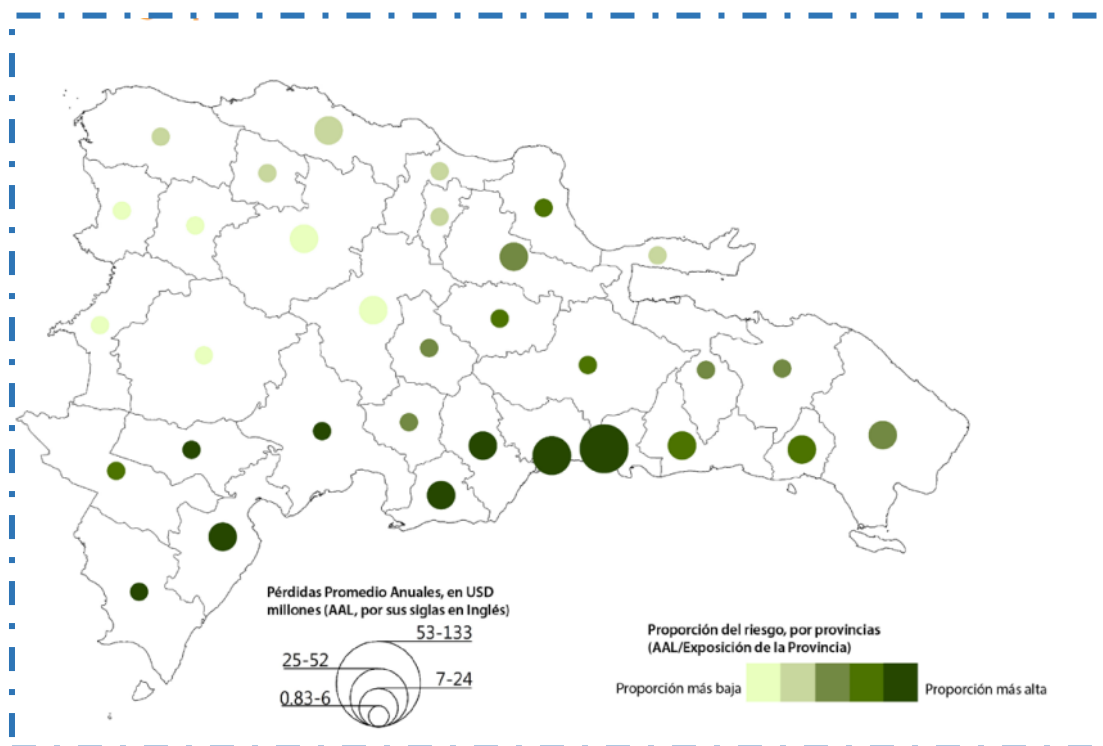 Pérdidas Promedio Anuales, en USD
millones (AAL, por sus siglas en Inglés)
53-133
25-52
7-24
0.83-6
Proporción del riesgo, por provincias
(AAL/Exposición de la Provincia)
Proporción más baja
Proporción más alta